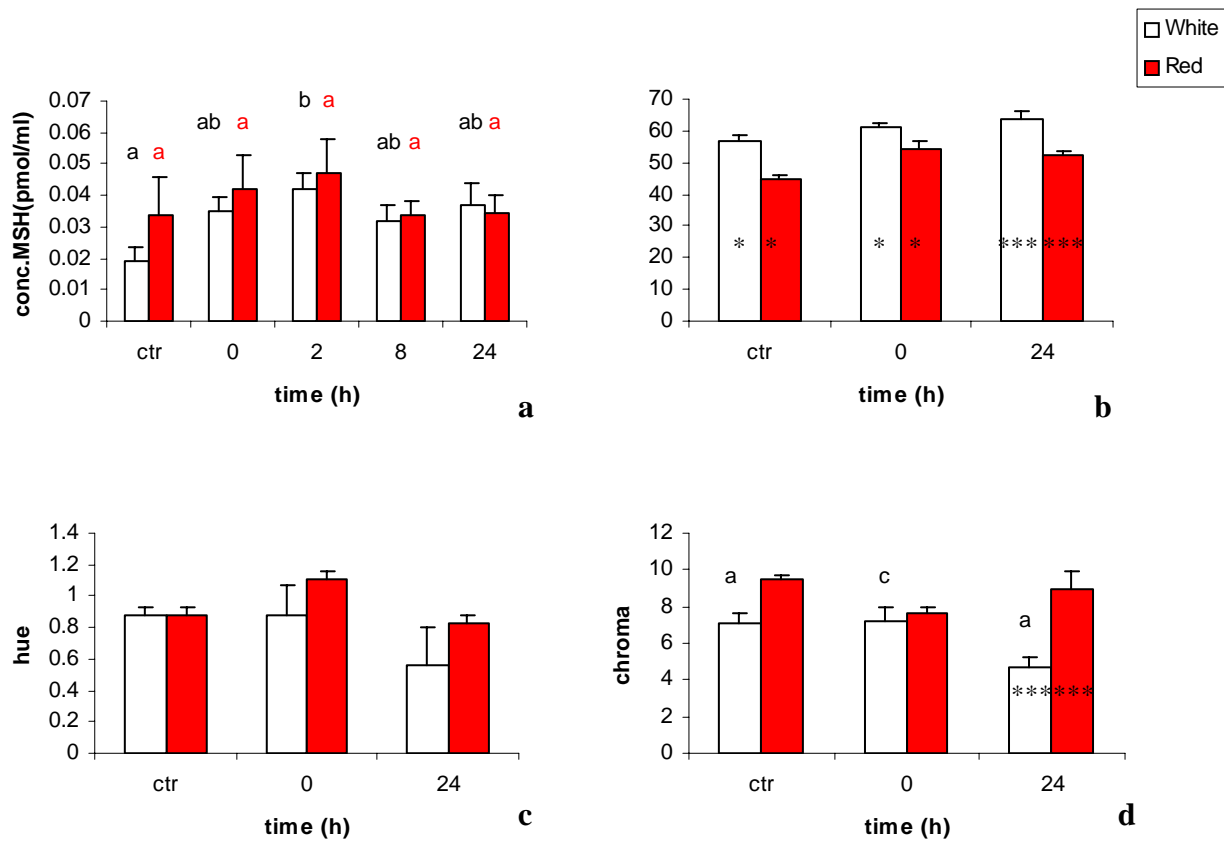 White
Red
conc.MSH(pmol/ml)
0.07
0.06
0.05
0.04
0.03
0.02
0.01
0
a a
ab a
b a
ab a
ab a
ctr 0 2 8 24
time (h)
a
70
60
50
40
30
20
10
0
* *
* *
*** ***
ctr 0 24
time (h)
b
hue
1.4
1.2
1
0.8
0.6
0.4
0.2
0
ctr 0 24
time (h)
c
chroma
12
10
8
6
4
2
0
a
c
a
*** ***
ctr 0 24
time (h)
d